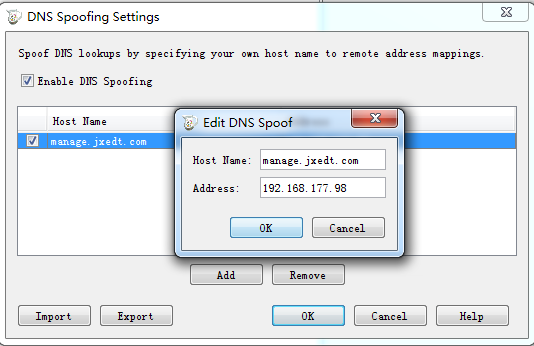 DNS Spoofing Settings
Spoof DNS lookups by specifying your own host name to remote address mappings.
Enable DNS Spoofing
Host Name
manage.jxedt.com
Edit DNS Spoof
Host Name: manage.jxedt.com
Address: 192.168.177.98
OK Cancel
Add Remove
Import Export OK Cancel Help